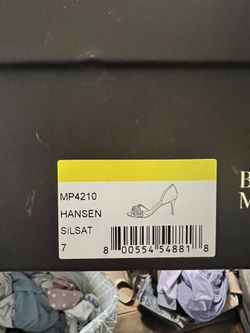 MP4210
HANSEN
SILSAT
7
8 00554 54881 8
B
M